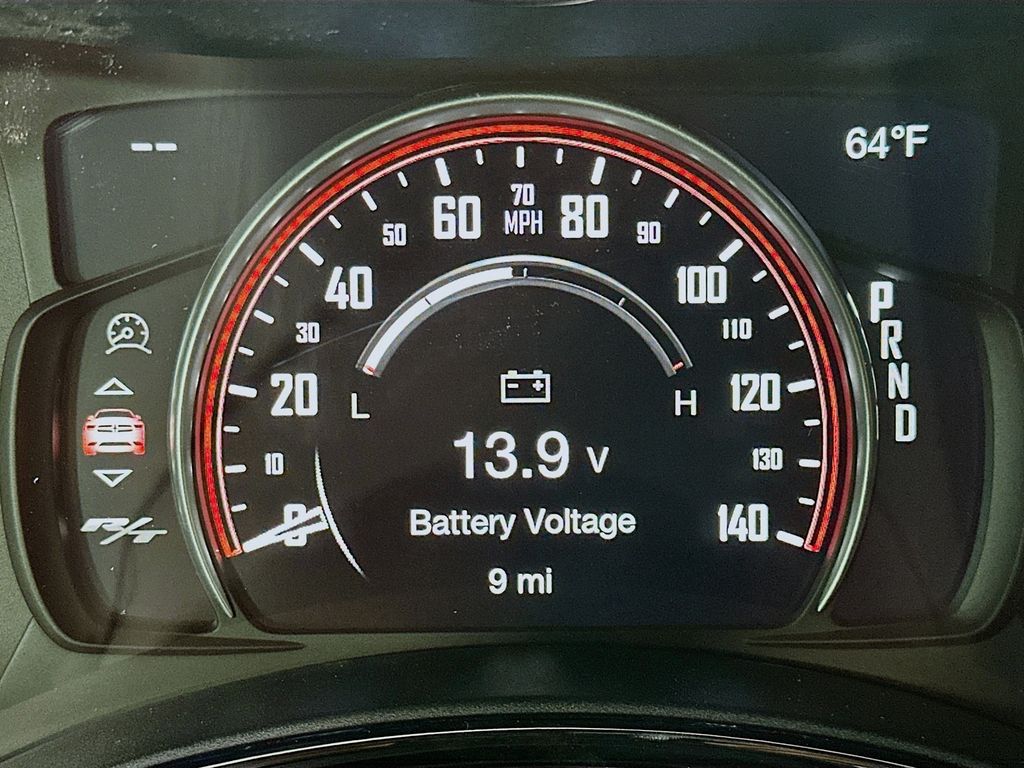 --
64°F
70
60 MPH 80
50 90
40 100
30 110
20 120
L H
13.9 V
10 130
Battery Voltage
0 140
9 mi
R/T
P
R
N
D